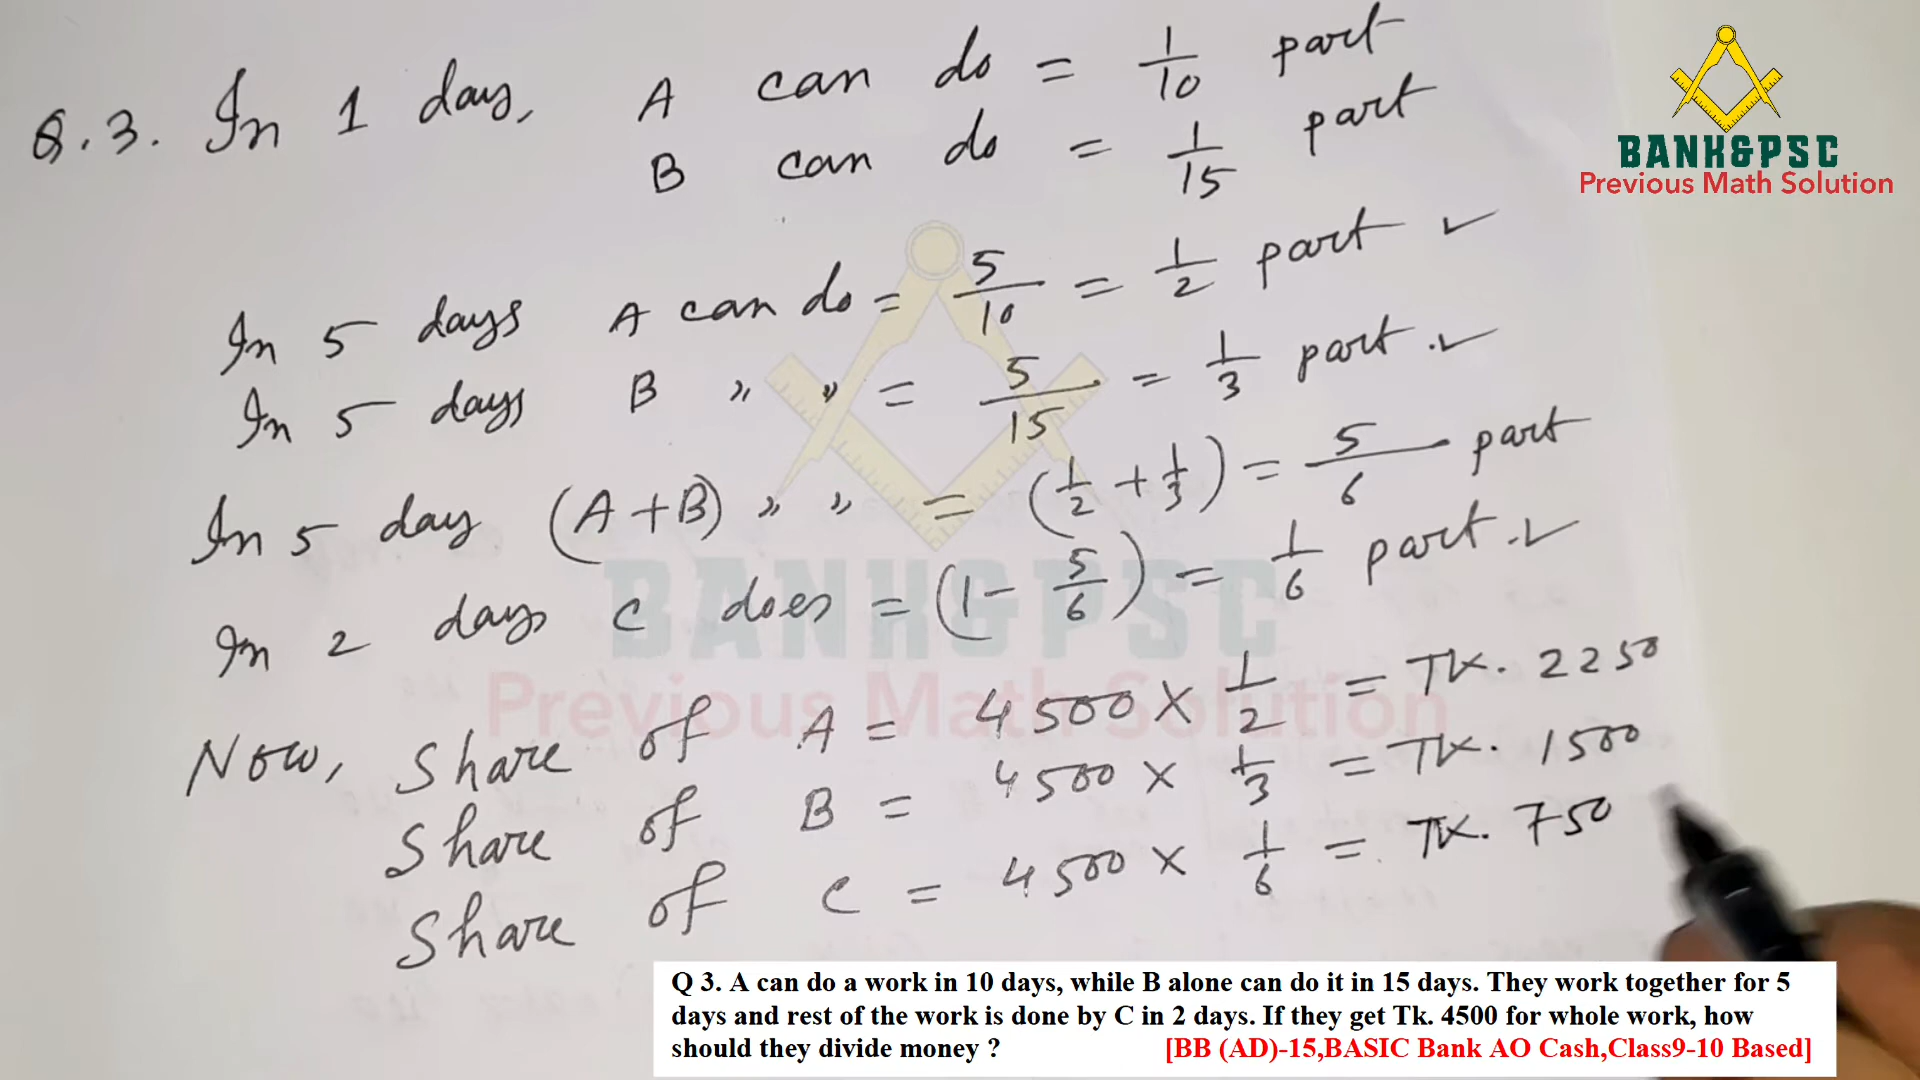 Q.3. In 1 day, A can do = 1/10 part
B can do = 1/15 part
In 5 days A can do = 5/10 = 1/2 part ✓
In 5 days B " " = 5/15 = 1/3 part. ✓
In 5 day (A+B) " " = (1/2 + 1/3) = 5/6 part
In 2 days C does = (1 - 5/6) = 1/6 part. ✓
Now, Share of A = 4500 × 1/2 = TK. 2250
Share of B = 4500 × 1/3 = TK. 1500
Share of C = 4500 × 1/6 = TK. 750
BANK&PSC
Previous Math Solution
BANK&PSC
Previous Math Solution
Q 3. A can do a work in 10 days, while B alone can do it in 15 days. They work together for 5
days and rest of the work is done by C in 2 days. If they get Tk. 4500 for whole work, how
should they divide money ? [BB (AD)-15,BASIC Bank AO Cash,Class9-10 Based]